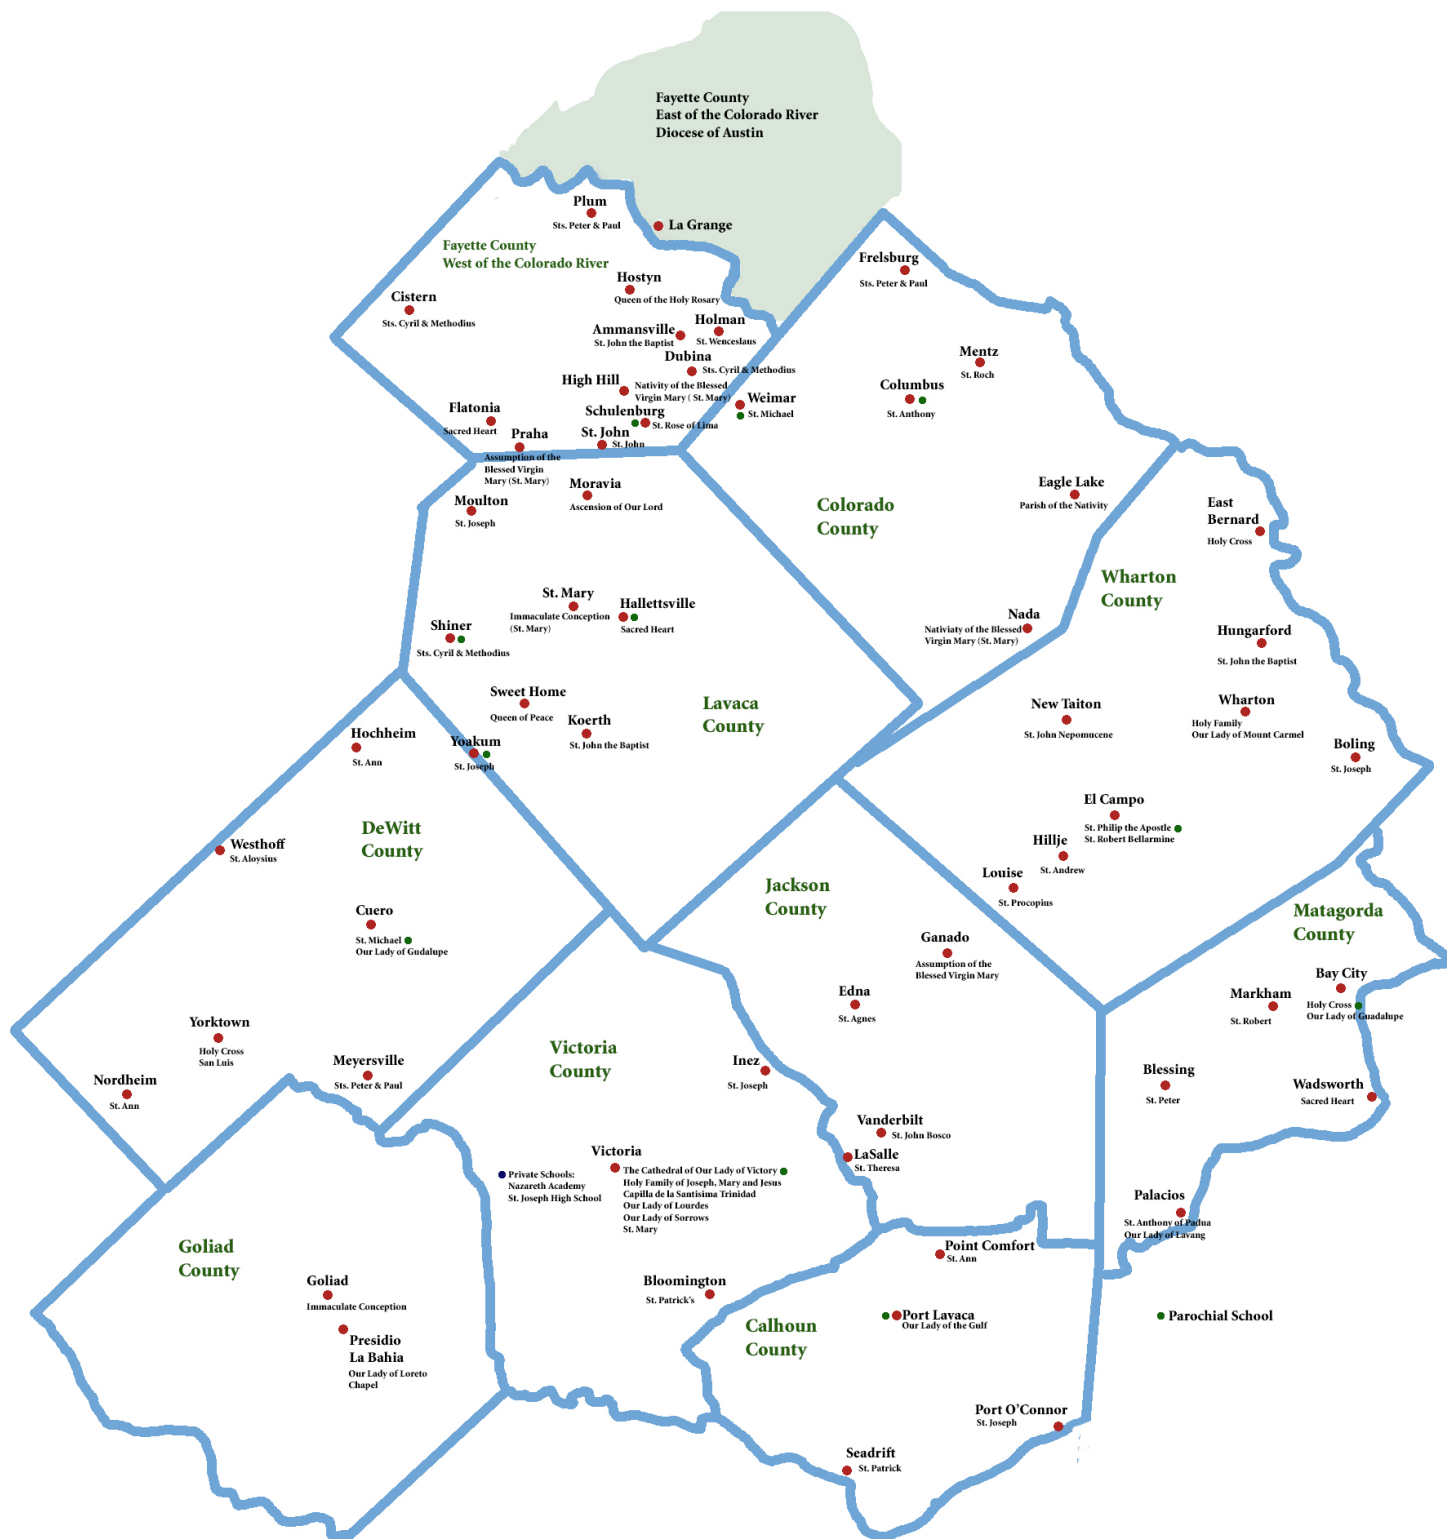 Fayette County
East of the Colorado River
Diocese of Austin
Plum
Sts. Peter & Paul
La Grange
Fayette County
West of the Colorado River
Frelsburg
Sts. Peter & Paul
Hostyn
Queen of the Holy Rosary
Cistern
Sts. Cyril & Methodius
Holman
St. Wenceslaus
Ammansville
St. John the Baptist
Dubina
Sts. Cyril & Methodius
Mentz
St. Roch
High Hill
Nativity of the Blessed
Virgin Mary ( St. Mary)
Columbus
St. Anthony
Weimar
St. Michael
Flatonia
Sacred Heart
Schulenburg
St. Rose of Lima
Praha
Assumption of the
Blessed Virgin
Mary (St. Mary)
St. John
St. John
Moravia
Ascension of Our Lord
Moulton
St. Joseph
Eagle Lake
Parish of the Nativity
Colorado
County
East
Bernard
Holy Cross
Wharton
County
St. Mary
Immaculate Conception
(St. Mary)
Hallettsville
Sacred Heart
Shiner
Sts. Cyril & Methodius
Nada
Nativiaty of the Blessed
Virgin Mary (St. Mary)
Hungarford
St. John the Baptist
Sweet Home
Queen of Peace
Koerth
St. John the Baptist
Lavaca
County
New Taiton
St. John Nepomucene
Wharton
Holy Family
Our Lady of Mount Carmel
Hochheim
St. Ann
Yoakum
St. Joseph
Boling
St. Joseph
El Campo
St. Philip the Apostle
St. Robert Bellarmine
DeWitt
County
Westhoff
St. Aloysius
Hillje
St. Andrew
Louise
St. Procopius
Jackson
County
Matagorda
County
Cuero
St. Michael
Our Lady of Gudalupe
Ganado
Assumption of the
Blessed Virgin Mary
Bay City
Holy Cross
Our Lady of Guadalupe
Edna
St. Agnes
Markham
St. Robert
Yorktown
Holy Cross
San Luis
Victoria
County
Meyersville
Sts. Peter & Paul
Inez
St. Joseph
Nordheim
St. Ann
Blessing
St. Peter
Wadsworth
Sacred Heart
Vanderbilt
St. John Bosco
LaSalle
St. Theresa
Victoria
The Cathedral of Our Lady of Victory
Holy Family of Joseph, Mary and Jesus
Capilla de la Santisima Trinidad
Our Lady of Lourdes
Our Lady of Sorrows
St. Mary
Private Schools:
Nazareth Academy
St. Joseph High School
Palacios
St. Anthony of Padua
Our Lady of Lavang
Goliad
County
Point Comfort
St. Ann
Goliad
Immaculate Conception
Bloomington
St. Patrick's
Presidio
La Bahia
Our Lady of Loreto
Chapel
Calhoun
County
Port Lavaca
Our Lady of the Gulf
Parochial School
Port O'Connor
St. Joseph
Seadrift
St. Patrick